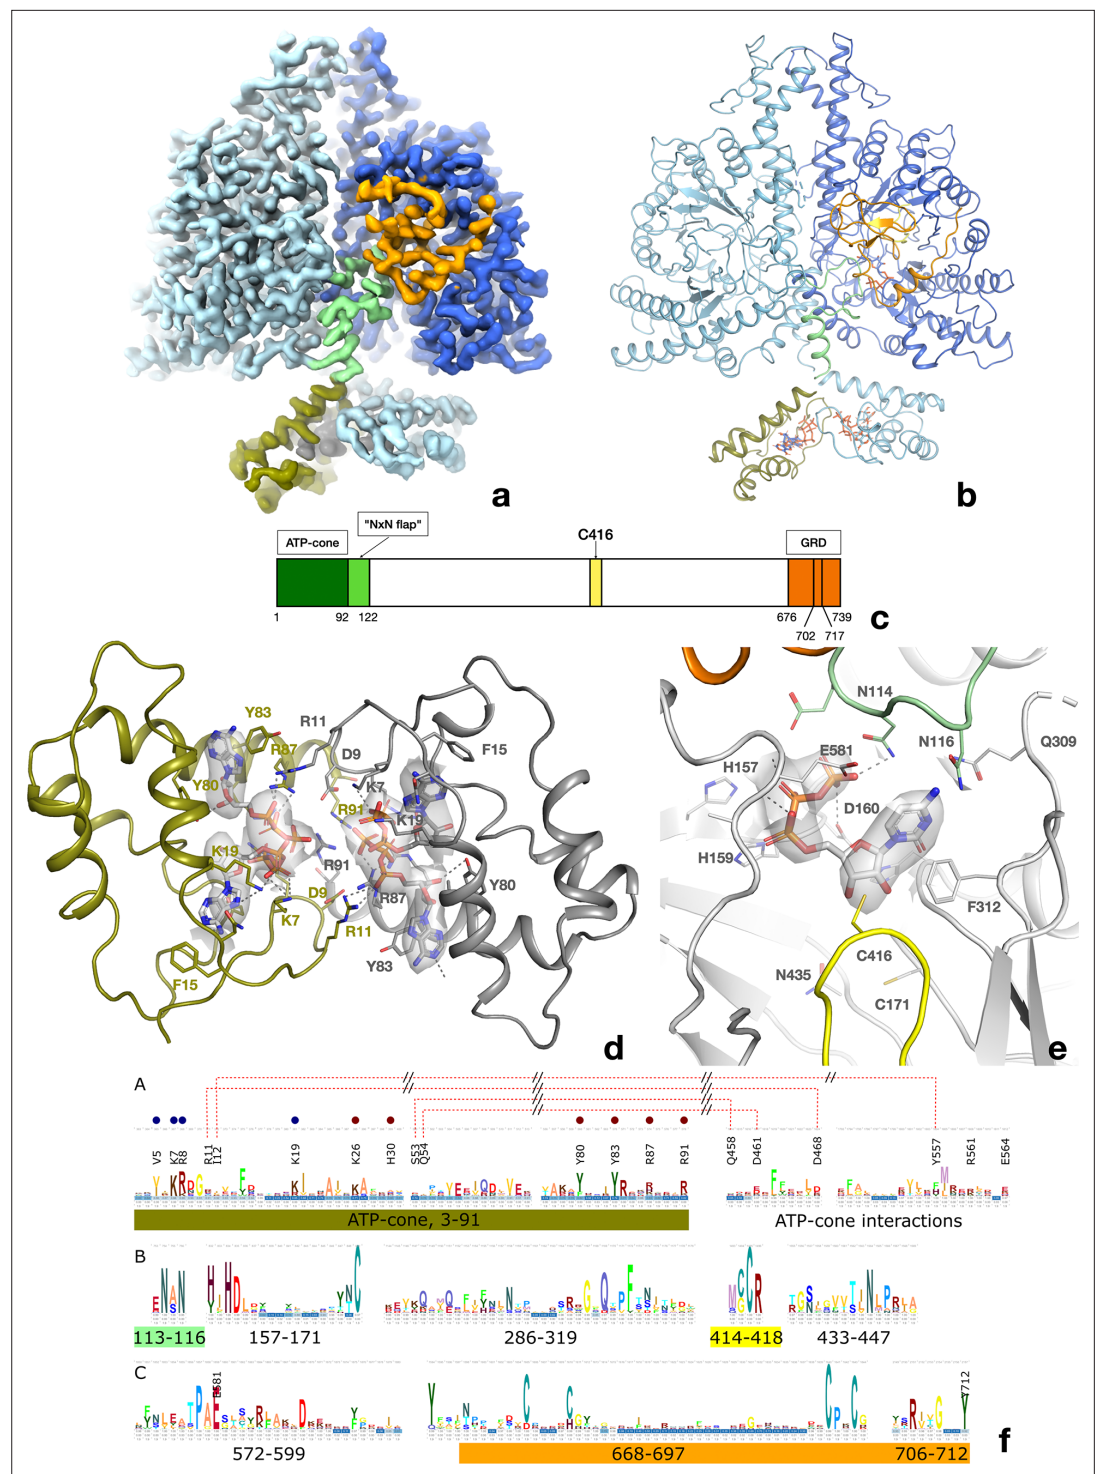 a
b
"NxN flap"
ATP-cone
C416
GRD
1
92
122
676
739
702
717
c
Y83
R11
R87
D9
F15
Y80
K7
R91
K19
K19
R91
D9
R87
Y80
K7
R11
Y83
F15
d
N114
N116
Q309
E581
H157
D160
H159
F312
C416
N435
C171
e
A
V5
K7
R8
R11
I12
K19
K26
H30
S53
Q54
Y80
Y83
R87
R91
Q458
D461
D468
Y557
R561
E564
ATP-cone, 3-91
ATP-cone interactions
B
113-116
157-171
286-319
414-418
433-447
C
E581
Y712
572-599
668-697
706-712
f